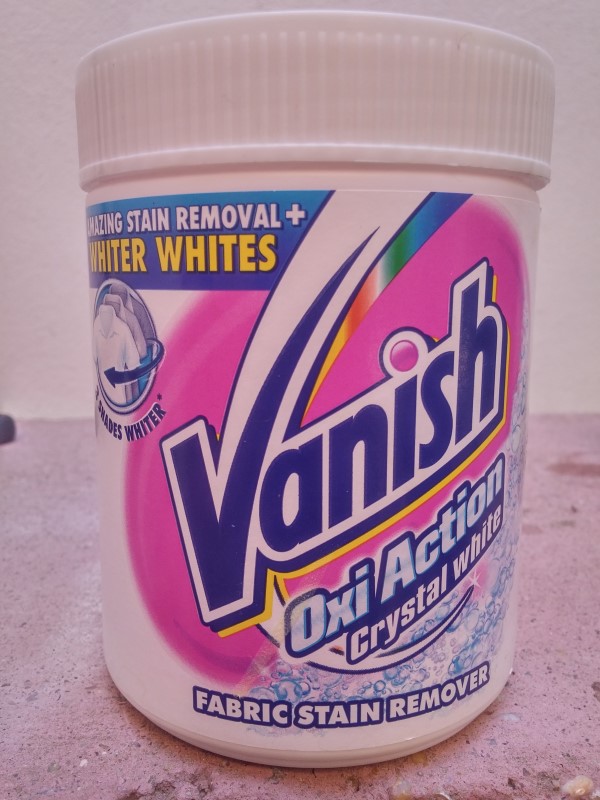 AMAZING STAIN REMOVAL +
WHITER WHITES
SHADES WHITER*
Vanish
Oxi Action
Crystal white
FABRIC STAIN REMOVER